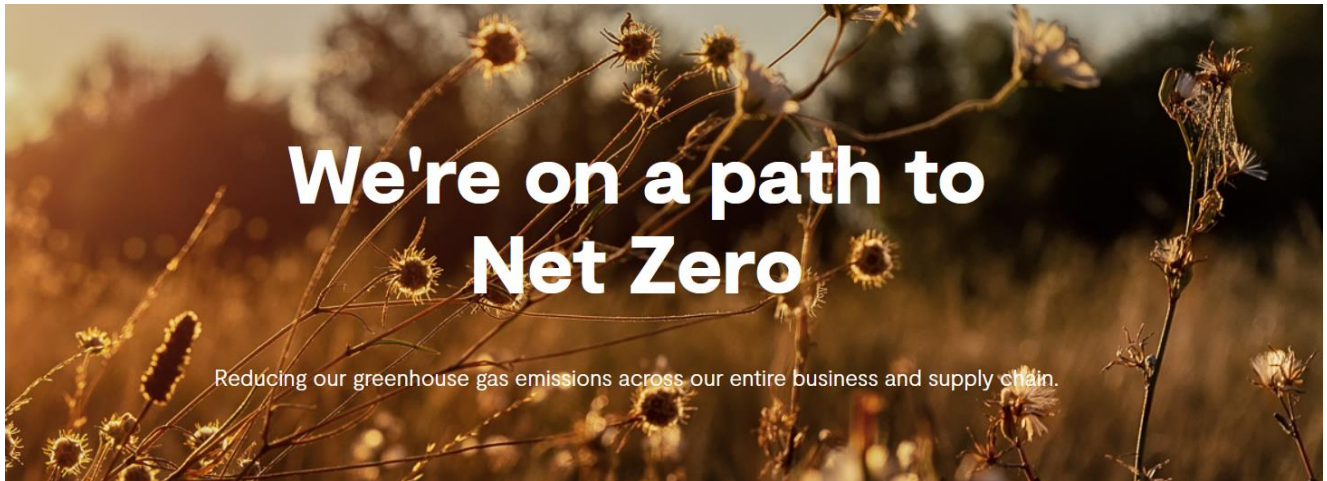 We're on a path to
Net Zero
Reducing our greenhouse gas emissions across our entire business and supply chain.